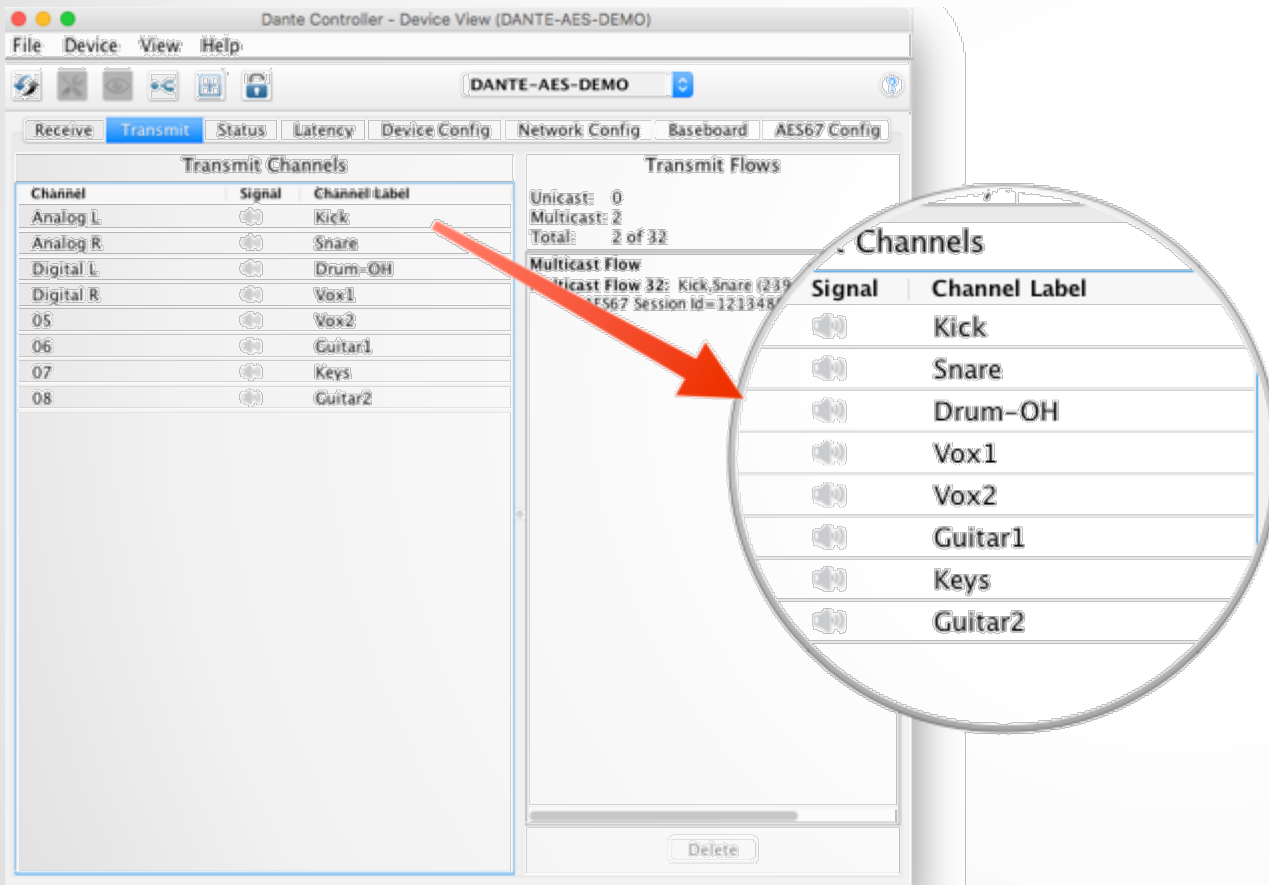 Dante Controller - Device View (DANTE-AES-DEMO)
File Device View Help
DANTE-AES-DEMO
Receive Transmit Status Latency Device Config Network Config Baseboard AES67 Config
Transmit Channels
Channel Signal Channel Label
Analog L Kick
Analog R Snare
Digital L Drum-OH
Digital R Vox1
05 Vox2
06 Guitar1
07 Keys
08 Guitar2
Transmit Flows
Unicast: 0
Multicast: 2
Total: 2 of 32
Multicast Flow
Multicast Flow 32: Kick,Snare (239
AES67 Session Id=121348
Delete
Channels
Signal Channel Label
Kick
Snare
Drum-OH
Vox1
Vox2
Guitar1
Keys
Guitar2